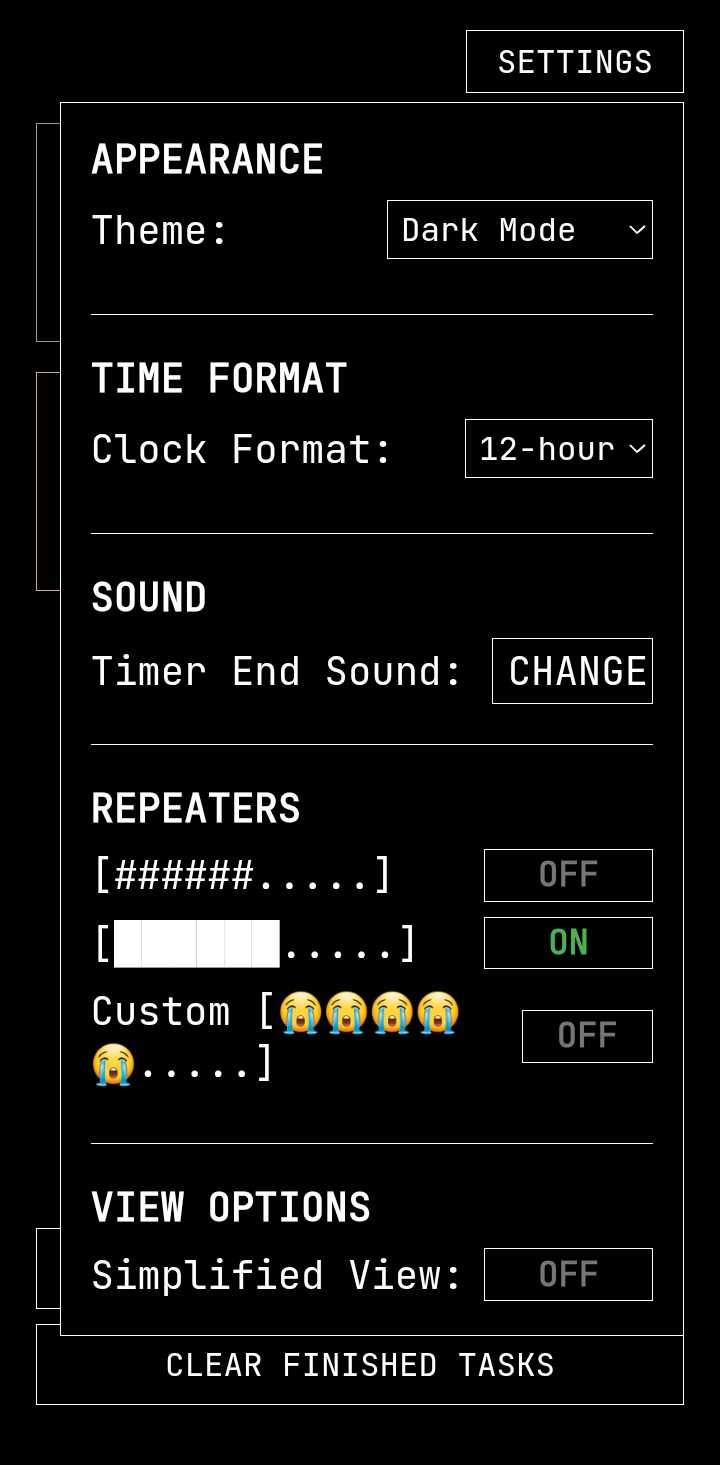 SETTINGS
APPEARANCE
Theme: Dark Mode
TIME FORMAT
Clock Format: 12-hour
SOUND
Timer End Sound: CHANGE
REPEATERS
[######.....] OFF
[██████.....] ON
Custom [😭😭😭😭
😭.....] OFF
VIEW OPTIONS
Simplified View: OFF
CLEAR FINISHED TASKS